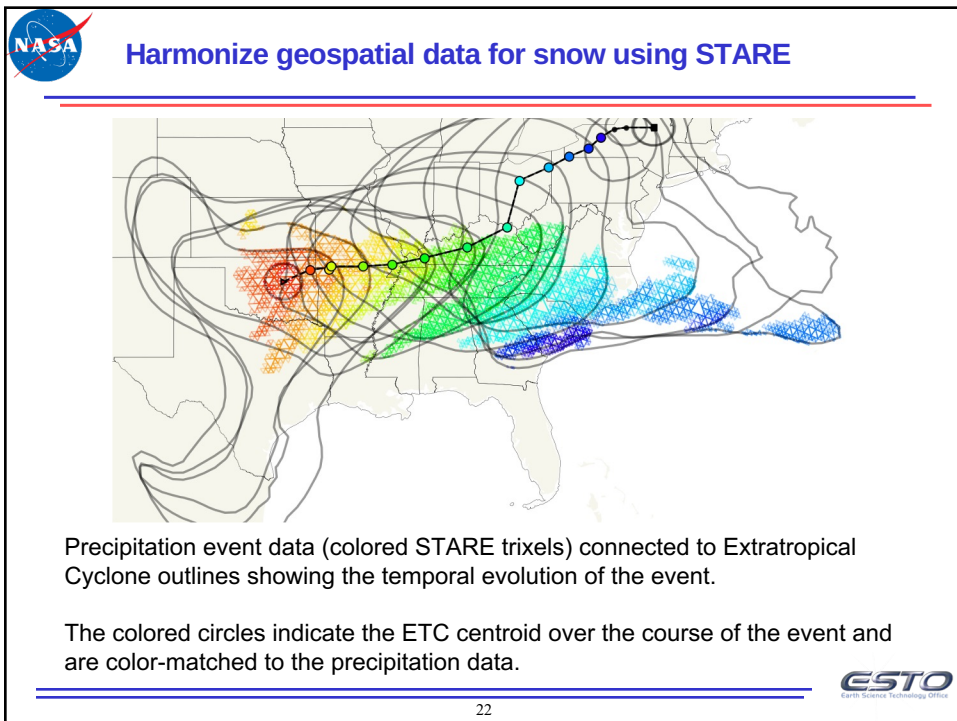 NASA
Harmonize geospatial data for snow using STARE
Precipitation event data (colored STARE trixels) connected to Extratropical
Cyclone outlines showing the temporal evolution of the event.
The colored circles indicate the ETC centroid over the course of the event and
are color-matched to the precipitation data.
ESTO
Earth Science Technology Office
22